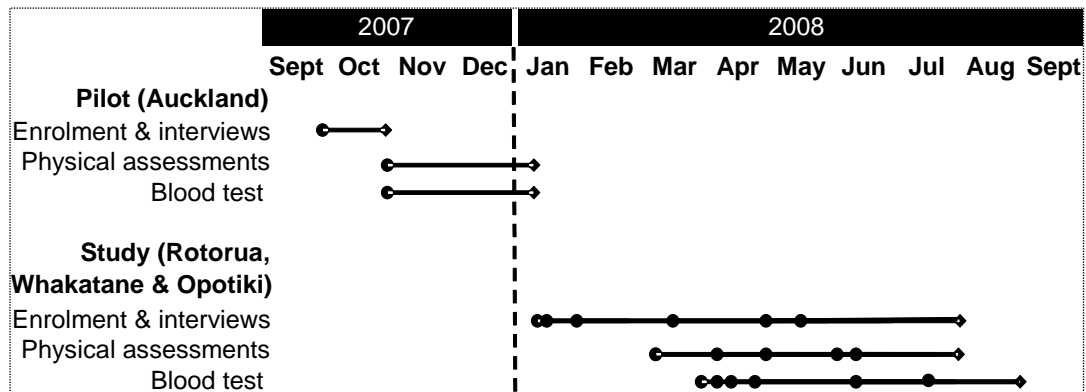 2007 2008
Sept Oct Nov Dec Jan Feb Mar Apr May Jun Jul Aug Sept
Pilot (Auckland)
Enrolment & interviews
Physical assessments
Blood test
Study (Rotorua,
Whakatane & Opotiki)
Enrolment & interviews
Physical assessments
Blood test